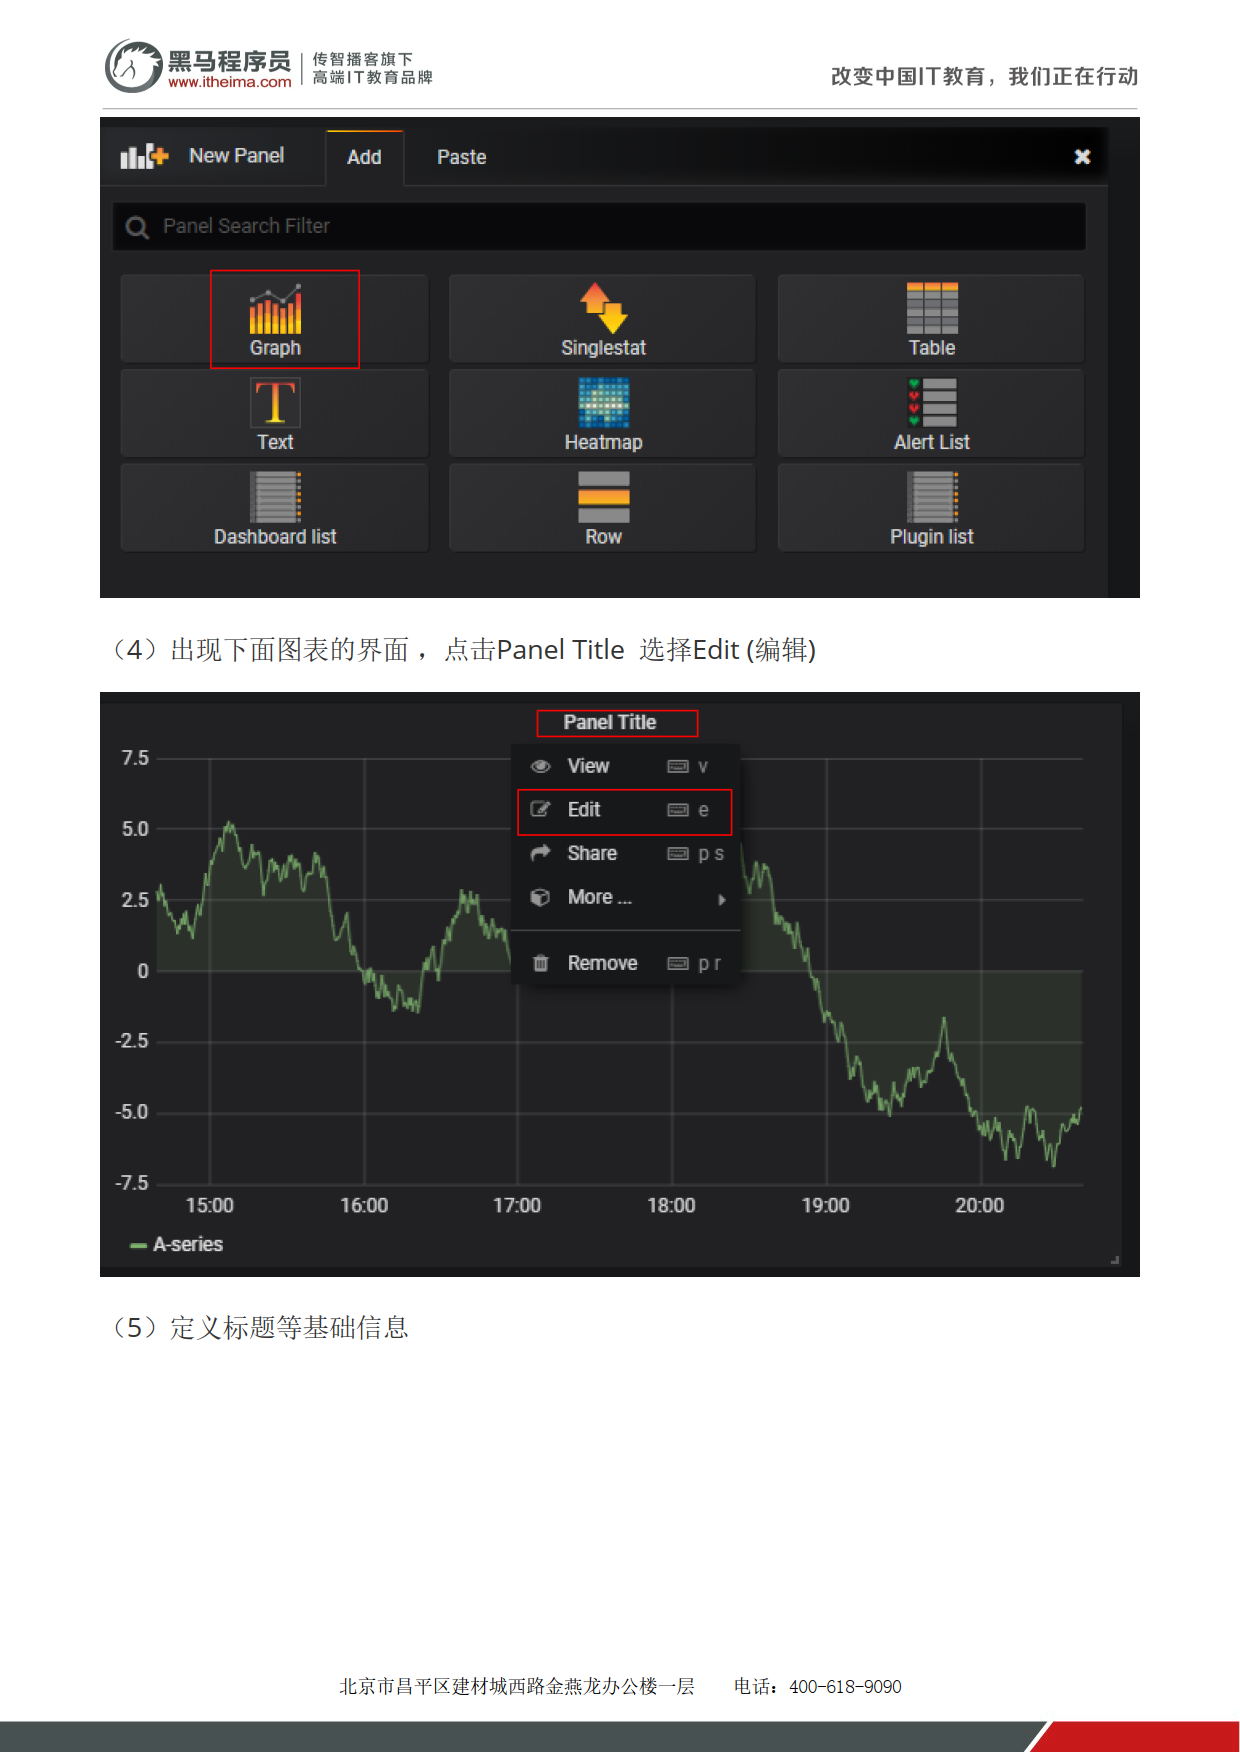 黑马程序员
www.itheima.com
传智播客旗下
高端IT教育品牌
改变中国IT教育，我们正在行动
New Panel Add Paste
Panel Search Filter
Graph Singlestat Table
Text Heatmap Alert List
Dashboard list Row Plugin list
（4）出现下面图表的界面 ，点击Panel Title 选择Edit (编辑)
Panel Title
View v
Edit e
Share p s
More ...
Remove p r
7.5
5.0
2.5
0
-2.5
-5.0
-7.5
15:00 16:00 17:00 18:00 19:00 20:00
A-series
（5）定义标题等基础信息
北京市昌平区建材城西路金燕龙办公楼一层 电话：400-618-9090